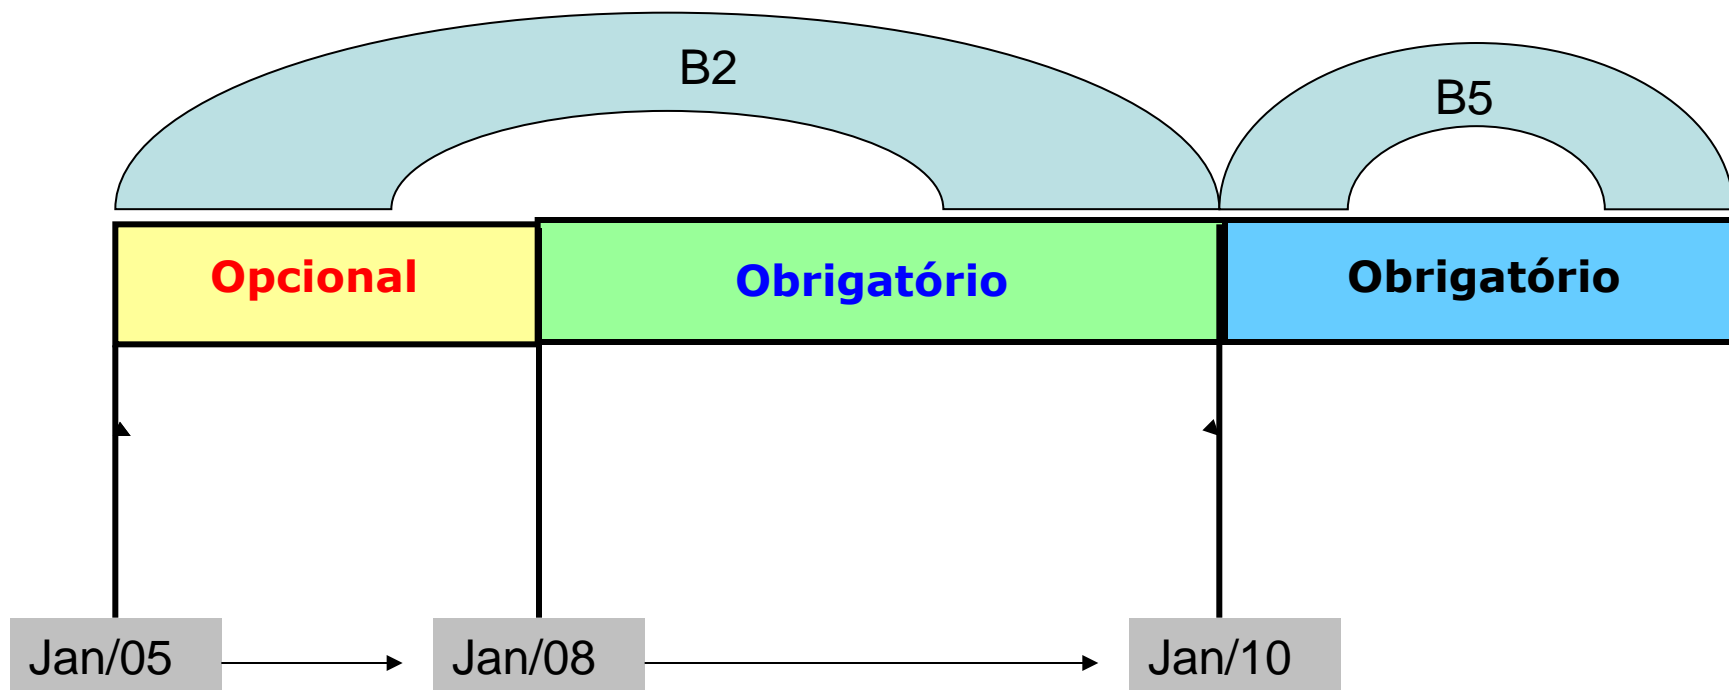 B2
B5
Opcional
Obrigatório
Obrigatório
Jan/05
Jan/08
Jan/10